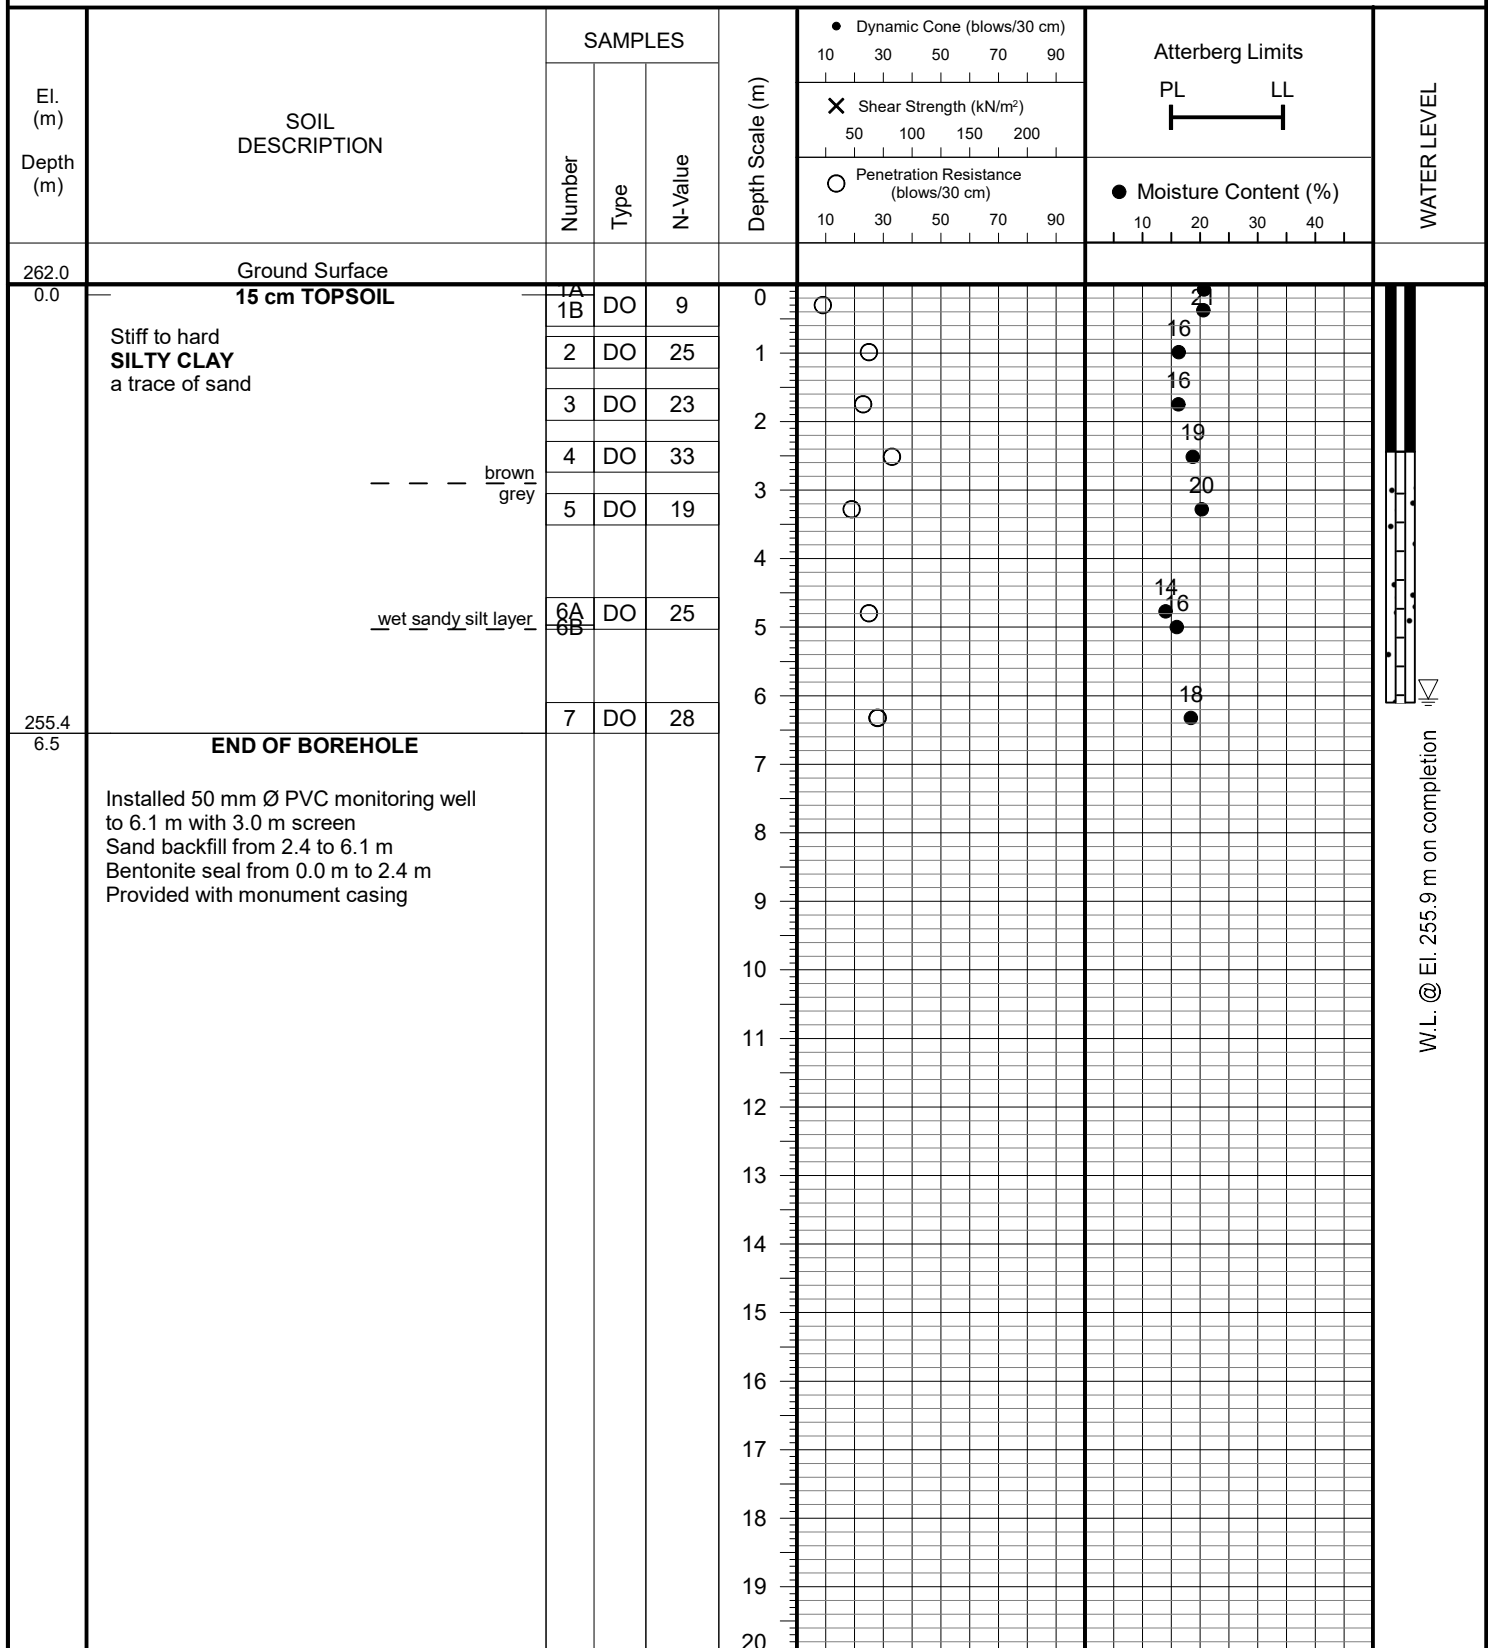 SAMPLES
El.
(m)
Depth
(m)
SOIL
DESCRIPTION
Number
Type
N-Value
Depth Scale (m)
Dynamic Cone (blows/30 cm)
10 30 50 70 90
Shear Strength (kN/m²)
50 100 150 200
Penetration Resistance
(blows/30 cm)
10 30 50 70 90
Atterberg Limits
PL LL
Moisture Content (%)
10 20 30 40
WATER LEVEL
262.0 Ground Surface
0.0 15 cm TOPSOIL 1A
1B DO 9 0 21
Stiff to hard
SILTY CLAY
a trace of sand
16
2 DO 25 1
16
3 DO 23
2
19
4 DO 33
brown
grey
3 20
5 DO 19
4
14
16
6A DO 25
wet sandy silt layer
6B
5
6 18
7 DO 28
255.4
6.5 END OF BOREHOLE
7
Installed 50 mm Ø PVC monitoring well
to 6.1 m with 3.0 m screen
Sand backfill from 2.4 to 6.1 m
Bentonite seal from 0.0 m to 2.4 m
Provided with monument casing
8
9
10
11
12
13
14
15
16
17
18
19
20
W.L. @ El. 255.9 m on completion